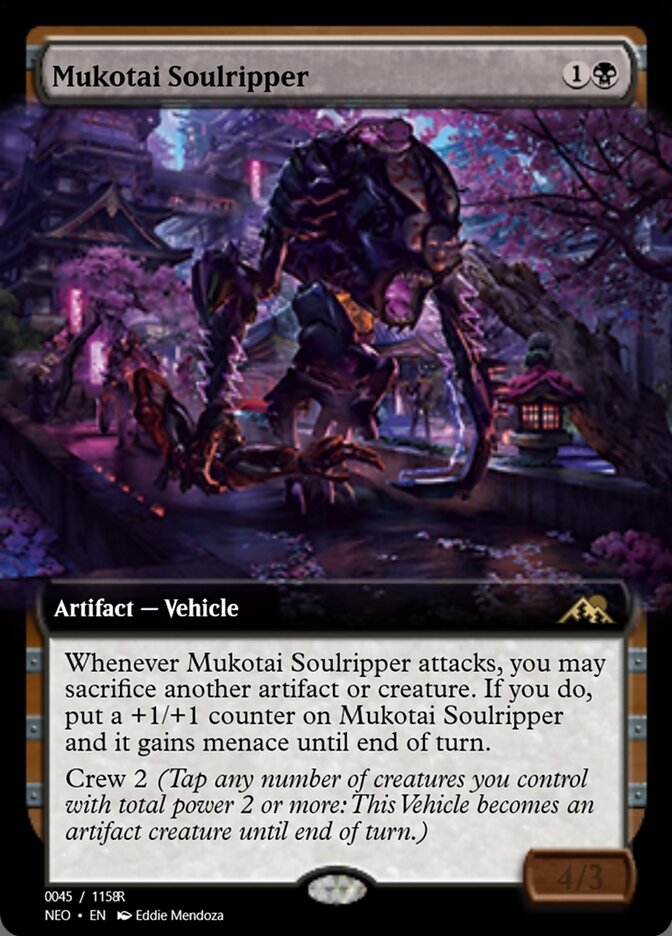 Mukotai Soulripper 1
Artifact — Vehicle
Whenever Mukotai Soulripper attacks, you may
sacrifice another artifact or creature. If you do,
put a +1/+1 counter on Mukotai Soulripper
and it gains menace until end of turn.
Crew 2 (Tap any number of creatures you control
with total power 2 or more: This Vehicle becomes an
artifact creature until end of turn.)
4/3
0045 / 1158R
NEO • EN Eddie Mendoza